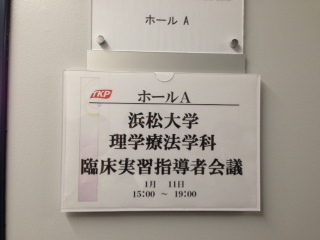 ホール A
TKP
ホールA
浜松大学
理学療法学科
臨床実習指導者会議
1月 11日
15:00 ～ 19:00